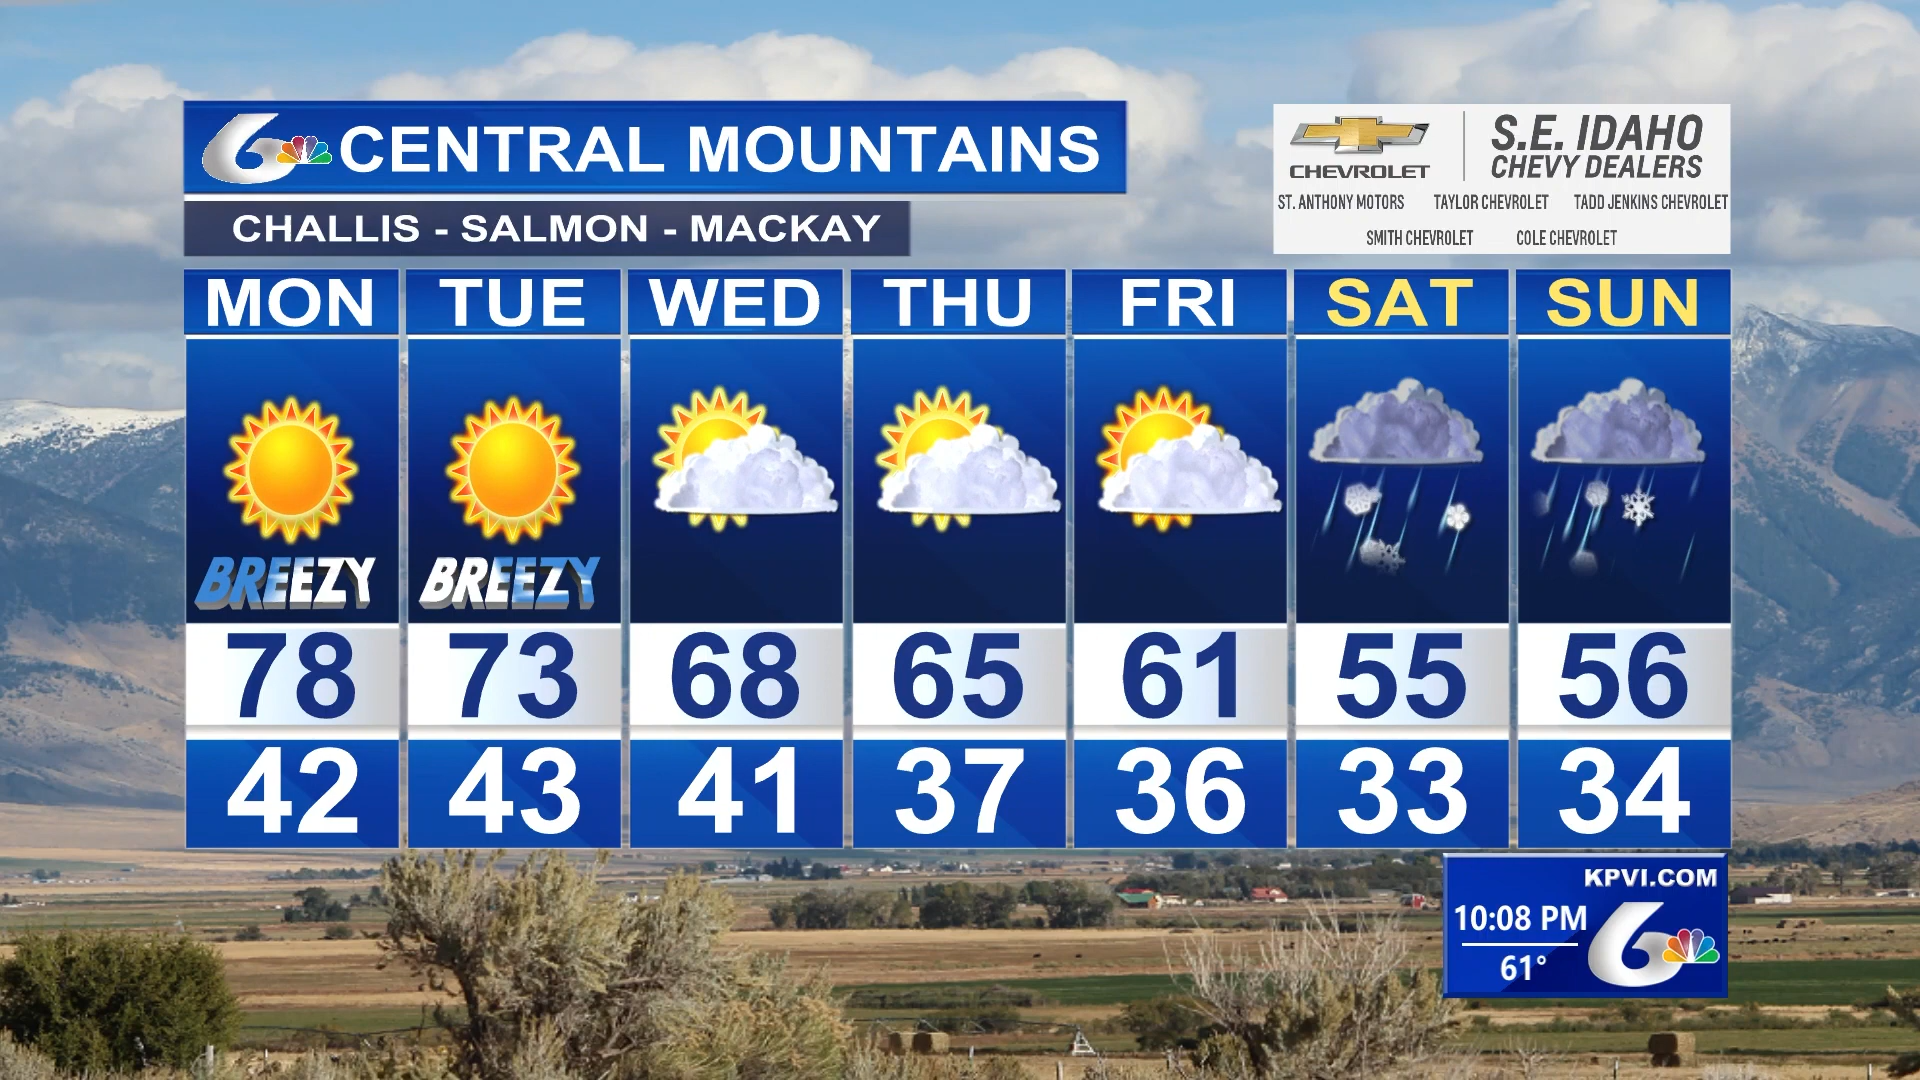 6 CENTRAL MOUNTAINS
CHALLIS - SALMON - MACKAY
CHEVROLET
S.E. IDAHO
CHEVY DEALERS
ST. ANTHONY MOTORS TAYLOR CHEVROLET TADD JENKINS CHEVROLET
SMITH CHEVROLET COLE CHEVROLET
MON TUE WED THU FRI SAT SUN
BREEZY BREEZY
78 73 68 65 61 55 56
42 43 41 37 36 33 34
KPVI.COM
10:08 PM
61°
6